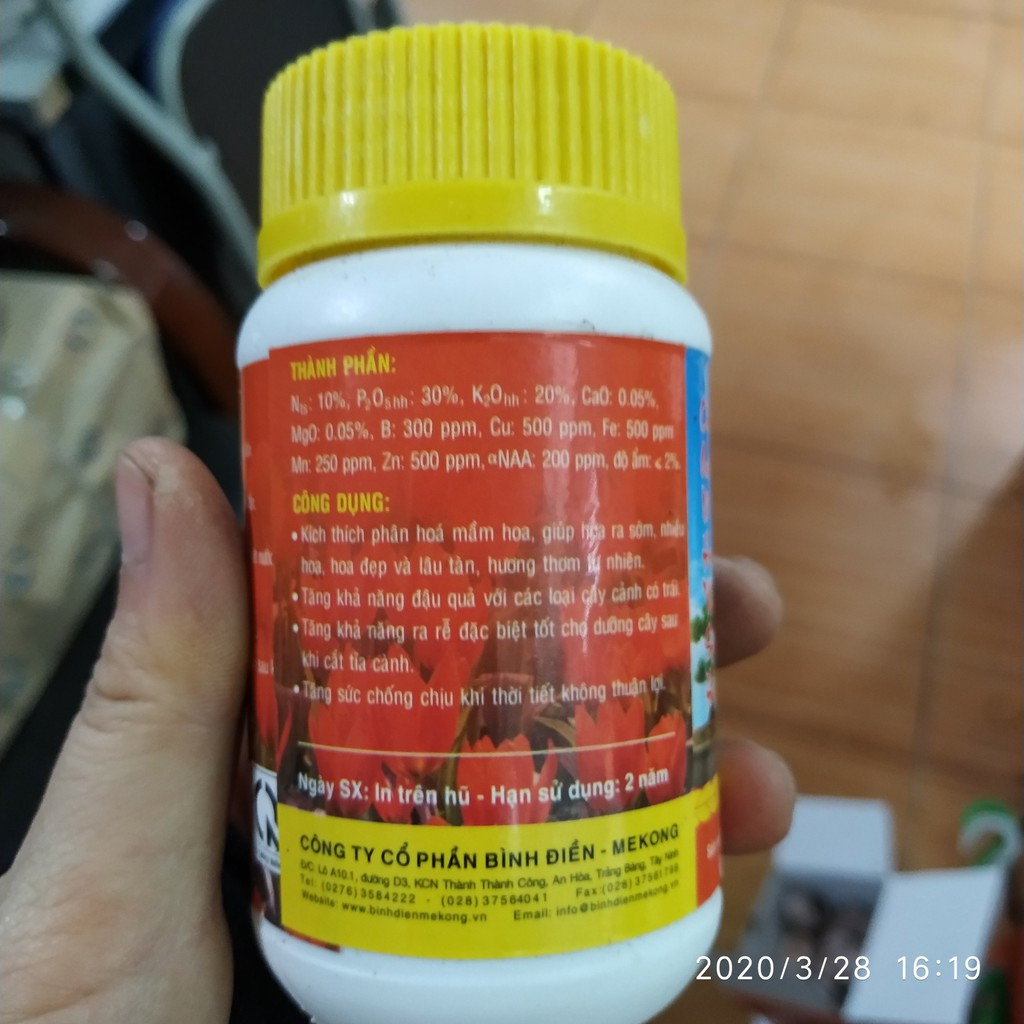 THÀNH PHẦN:
Nts: 10%, P2O5hh: 30%, K2Ohh: 20%, CaO: 0.05%,
MgO: 0.05%, B: 300 ppm, Cu: 500 ppm, Fe: 500 ppm
Mn: 250 ppm, Zn: 500 ppm, αNAA: 200 ppm, độ ẩm: < 2%.
CÔNG DỤNG:
• Kích thích phân hoá mầm hoa, giúp hoa ra sớm, nhiều
hoa, hoa đẹp và lâu tàn, hương thơm tự nhiên.
• Tăng khả năng đậu quả với các loại cây cảnh có trái.
• Tăng khả năng ra rễ đặc biệt tốt cho dưỡng cây sau
khi cắt tỉa cảnh.
• Tăng sức chống chịu khi thời tiết không thuận lợi.
Ngày SX: In trên hũ - Hạn sử dụng: 2 năm
CÔNG TY CỔ PHẦN BÌNH ĐIỀN - MEKONG
Đ/C: Lô A10.1, đường D3, KCN Thành Thành Công, An Hòa, Trảng Bàng, Tây Ninh
Tel: (0276) 3584222 - (028) 37564041 Fax: (028) 37561798
Website: www.binhdienmekong.vn Email: info@binhdienmekong.vn
2020/3/28 16:19